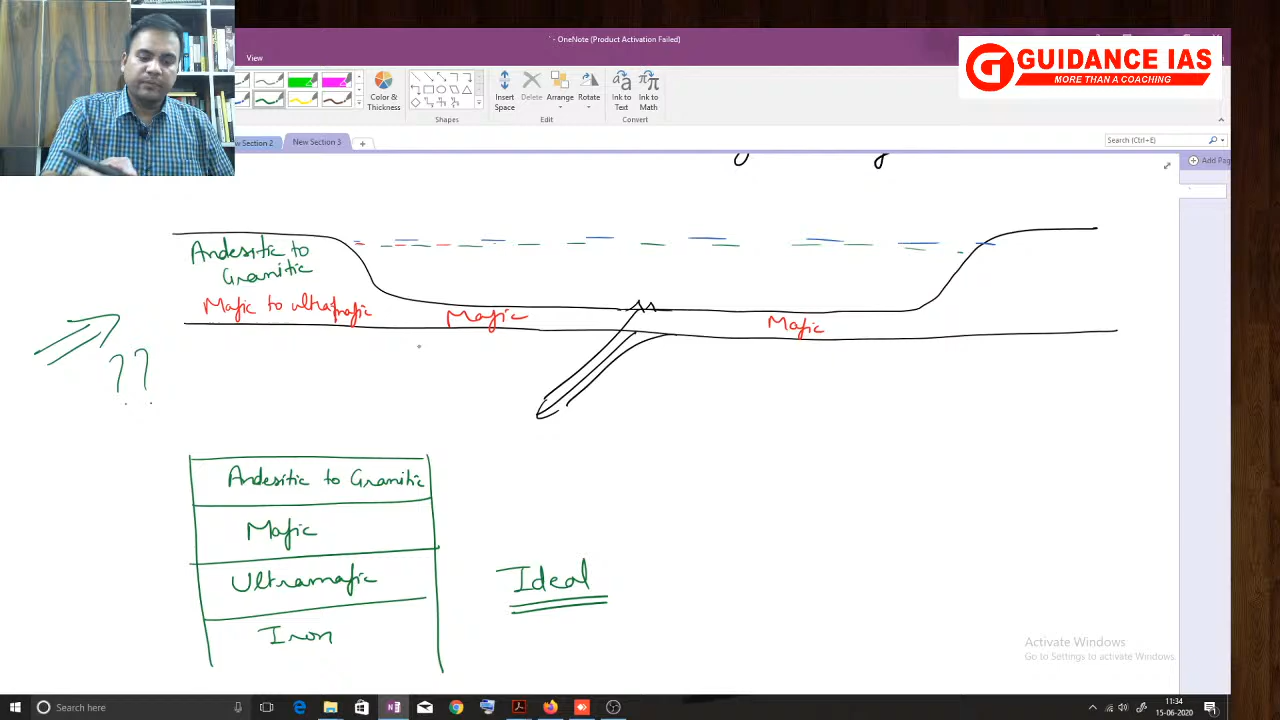 ' - OneNote (Product Activation Failed)
GUIDANCE IAS
MORE THAN A COACHING
View
Color & Thickness
Shapes
Insert Space
Delete
Arrange
Rotate
Edit
Ink to Text
Ink to Math
Convert
New Section 3
Search (Ctrl+E)
Add Pag
Andesitic to
Granitic
Mafic to ultramafic
Mafic
Mafic
??
Andesitic to Granitic
Mafic
Ultramafic
Iron
Ideal
Activate Windows
Go to Settings to activate Windows.
Search here
11:34
15-06-2020